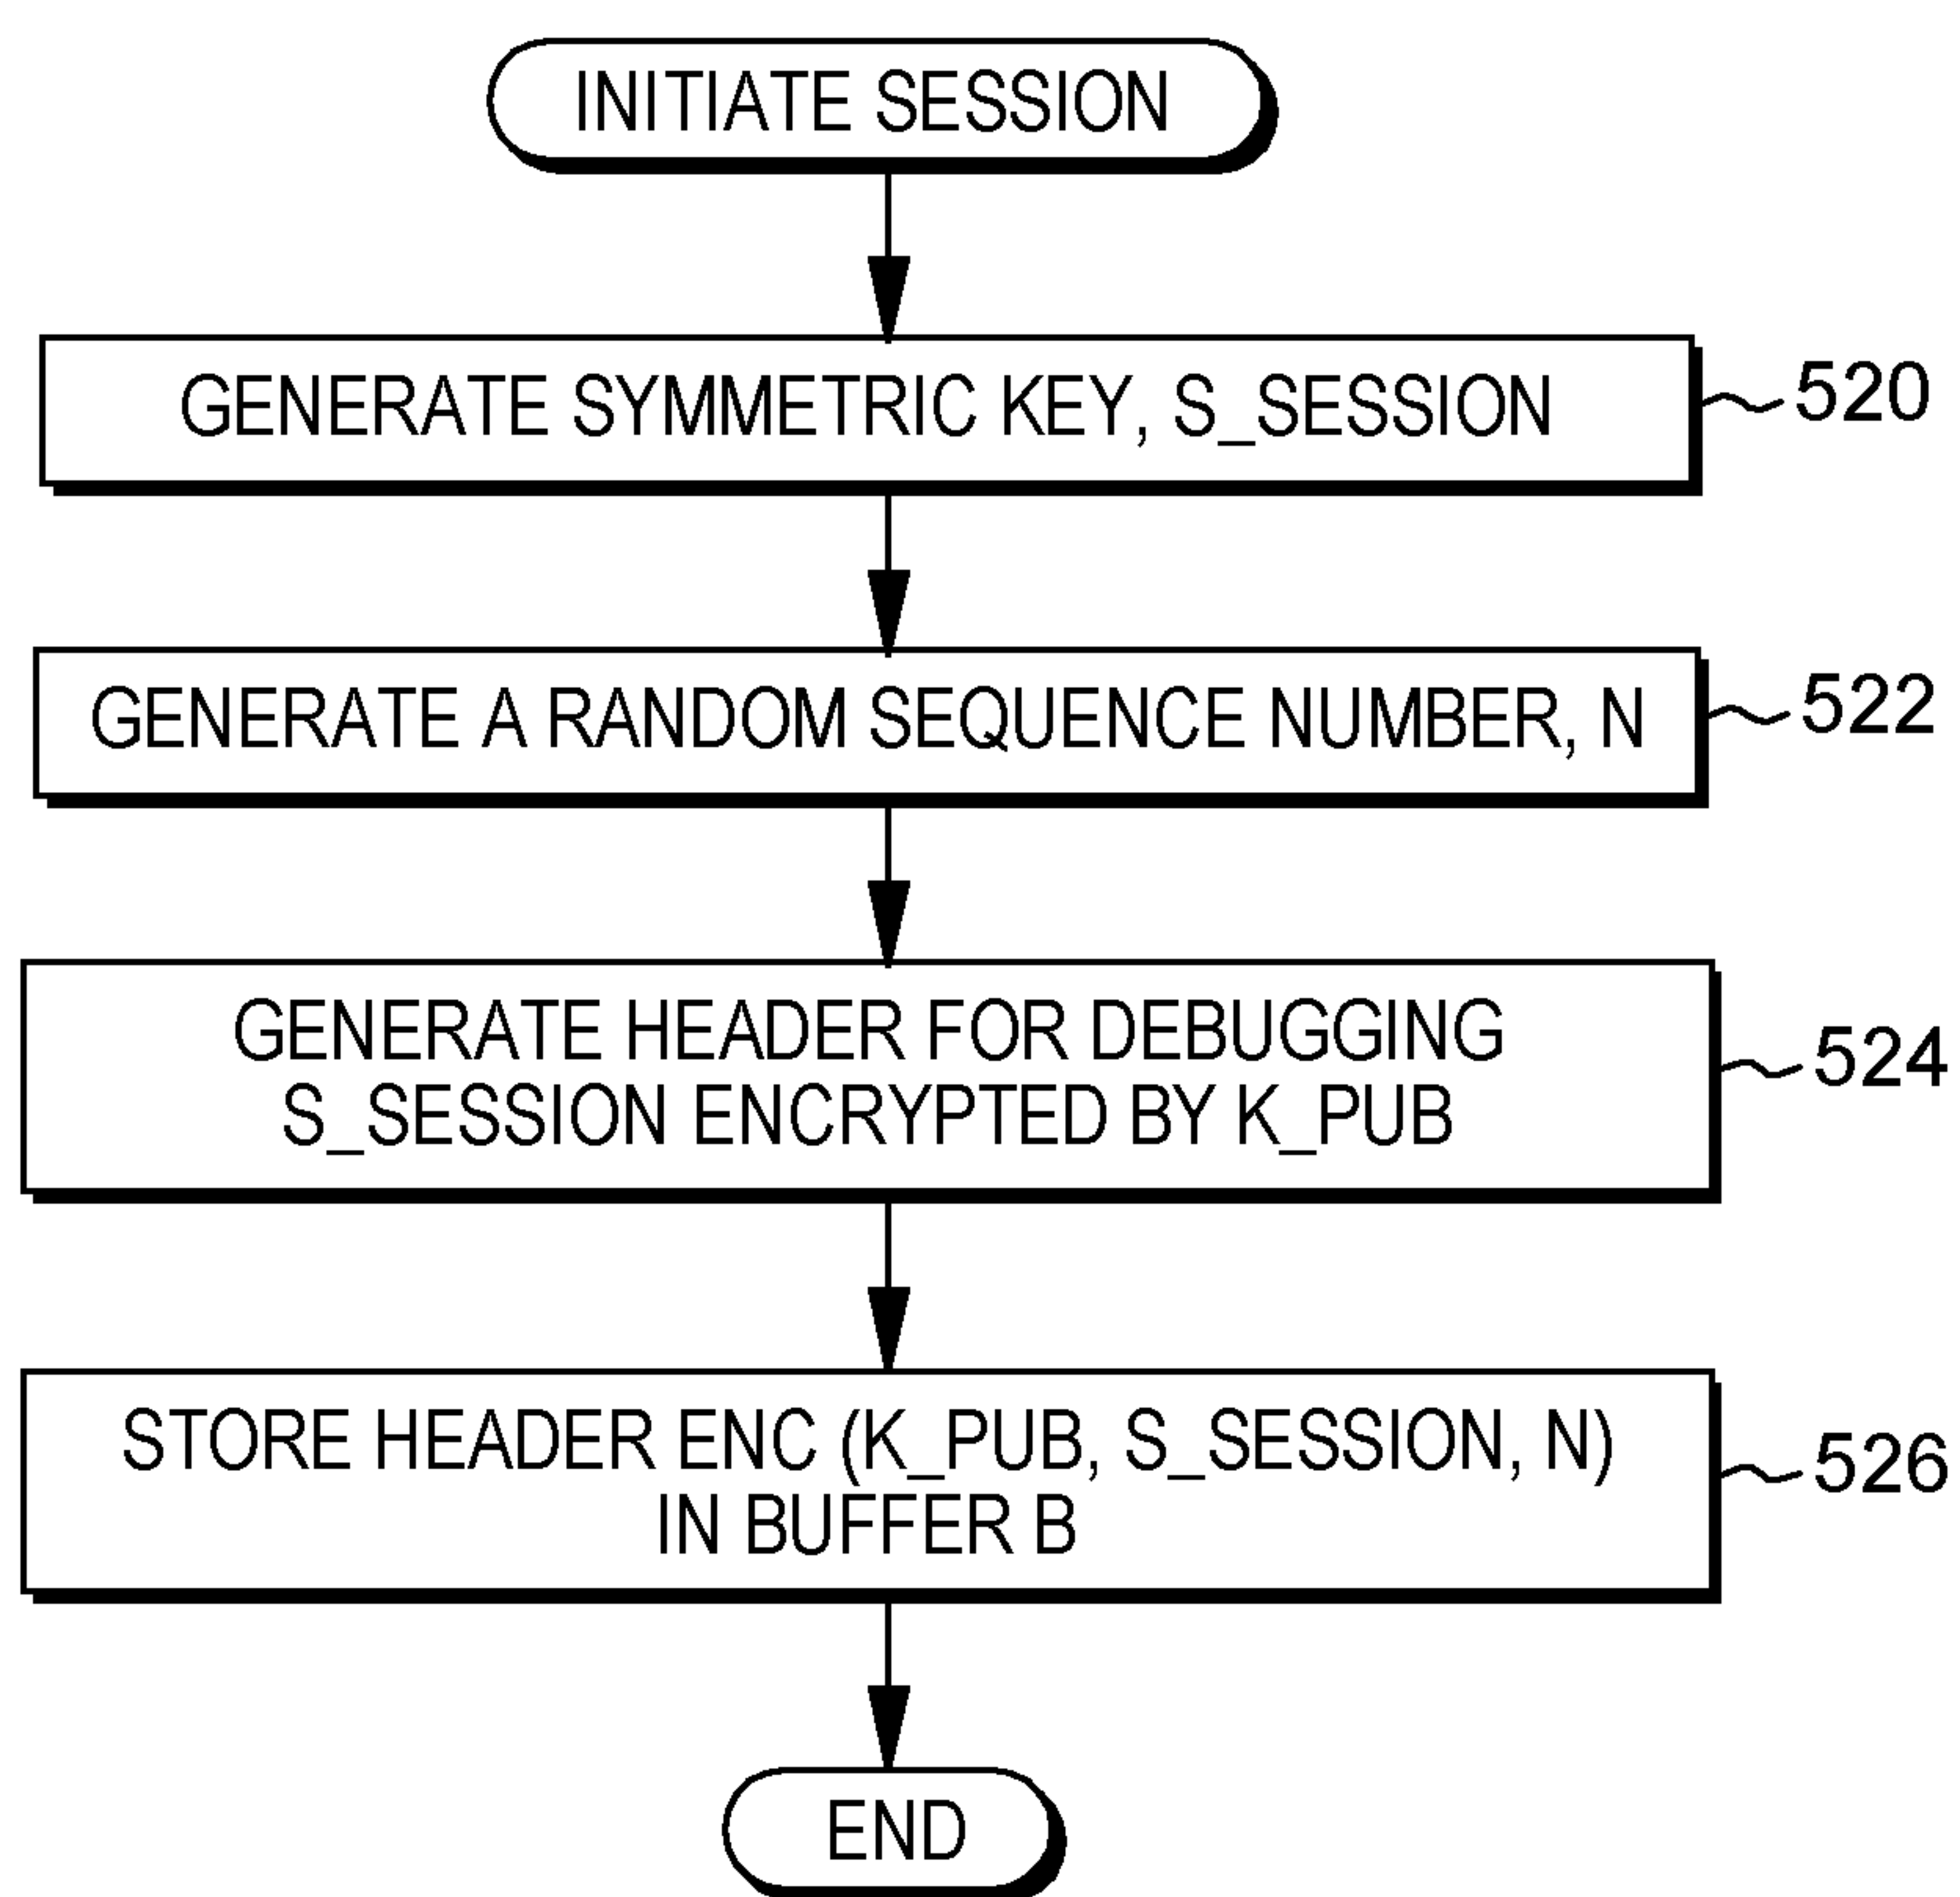 INITIATE SESSION
GENERATE SYMMETRIC KEY, S_SESSION
520
GENERATE A RANDOM SEQUENCE NUMBER, N
522
GENERATE HEADER FOR DEBUGGING
S_SESSION ENCRYPTED BY K_PUB
524
STORE HEADER ENC (K_PUB, S_SESSION, N)
IN BUFFER B
526
END